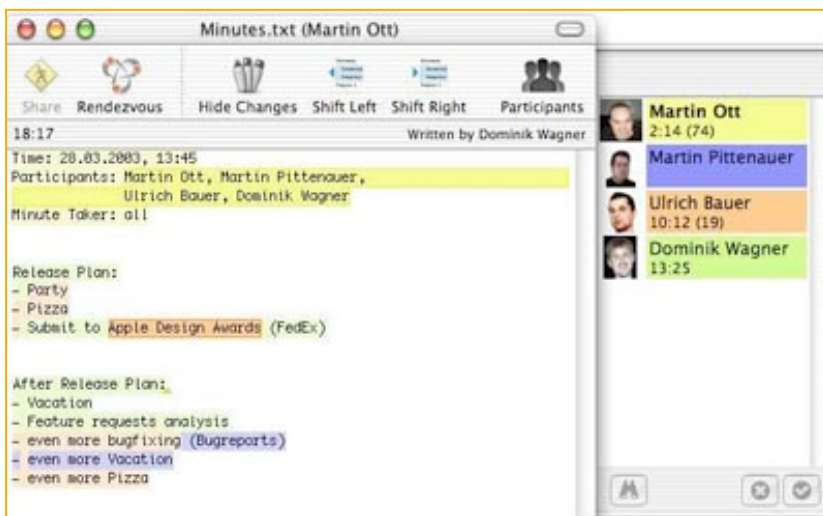 Minutes.txt (Martin Ott)
Share Rendezvous Hide Changes Shift Left Shift Right Participants
18:17 Written by Dominik Wagner
Time: 28.03.2003, 13:45
Participants: Martin Ott, Martin Pittenauer,
Ulrich Bauer, Dominik Wagner
Minute Taker: all
Release Plan:
- Party
- Pizza
- Submit to Apple Design Awards (FedEx)
After Release Plan:
- Vacation
- Feature requests analysis
- even more bugfixing (Bugreports)
- even more Vacation
- even more Pizza
Martin Ott
2:14 (74)
Martin Pittenauer
Ulrich Bauer
10:12 (19)
Dominik Wagner
13:25